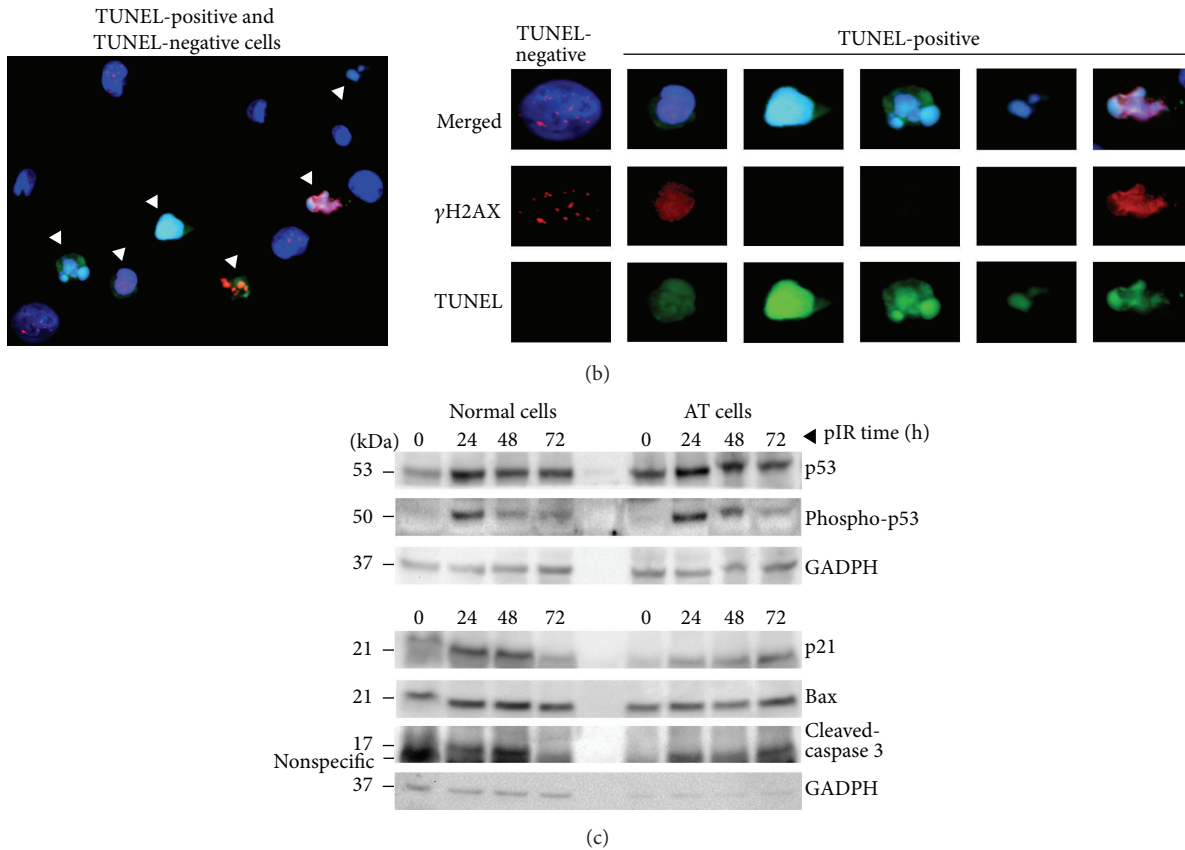 TUNEL-positive and
TUNEL-negative cells
TUNEL-
negative
TUNEL-positive
Merged
γH2AX
TUNEL
(b)
Normal cells
AT cells
(kDa) 0 24 48 72 0 24 48 72 ◄ pIR time (h)
53 – p53
50 – Phospho-p53
37 – GADPH
0 24 48 72 0 24 48 72
21 – p21
21 – Bax
17 – Cleaved-
caspase 3
Nonspecific –
37 – GADPH
(c)